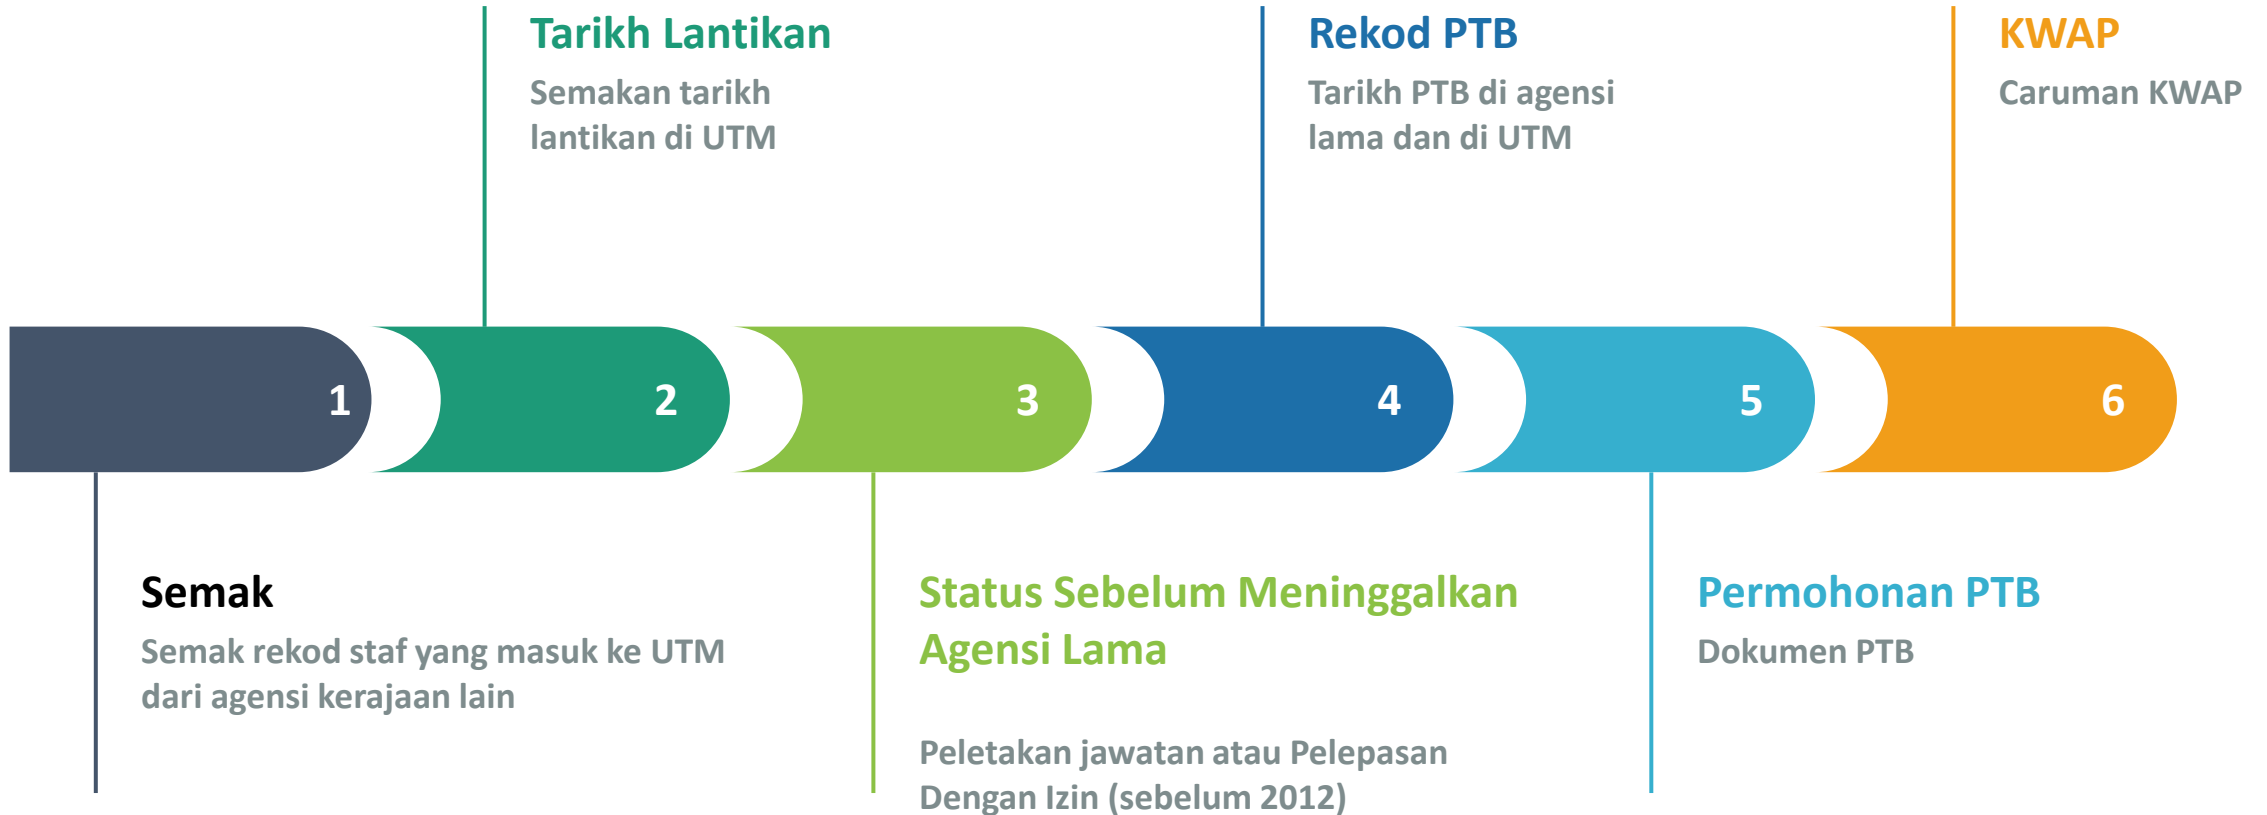 Tarikh Lantikan
Semakan tarikh
lantikan di UTM
Rekod PTB
Tarikh PTB di agensi
lama dan di UTM
KWAP
Caruman KWAP
1
2
3
4
5
6
Semak
Semak rekod staf yang masuk ke UTM
dari agensi kerajaan lain
Status Sebelum Meninggalkan
Agensi Lama
Peletakan jawatan atau Pelepasan
Dengan Izin (sebelum 2012)
Permohonan PTB
Dokumen PTB